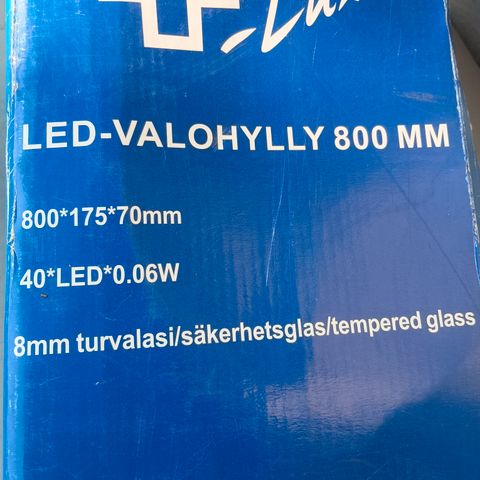 LED-VALOHYLLY 800 MM
800*175*70mm
40*LED*0.06W
8mm turvalasi/säkerhetsglas/tempered glass